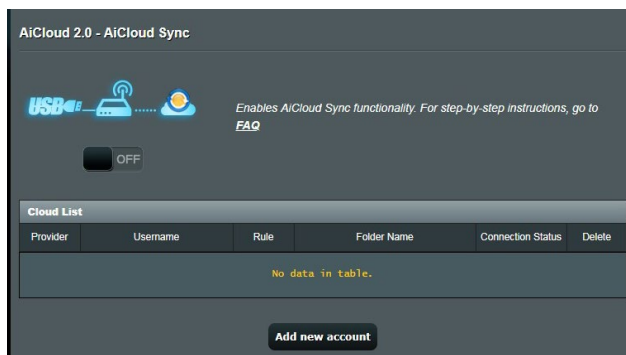 AiCloud 2.0 - AiCloud Sync
USB
Enables AiCloud Sync functionality. For step-by-step instructions, go to
FAQ
OFF
Cloud List
Provider Username Rule Folder Name Connection Status Delete
No data in table.
Add new account